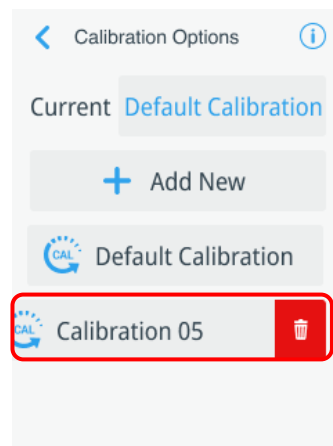 Calibration Options
Current Default Calibration
Add New
CAL Default Calibration
CAL Calibration 05